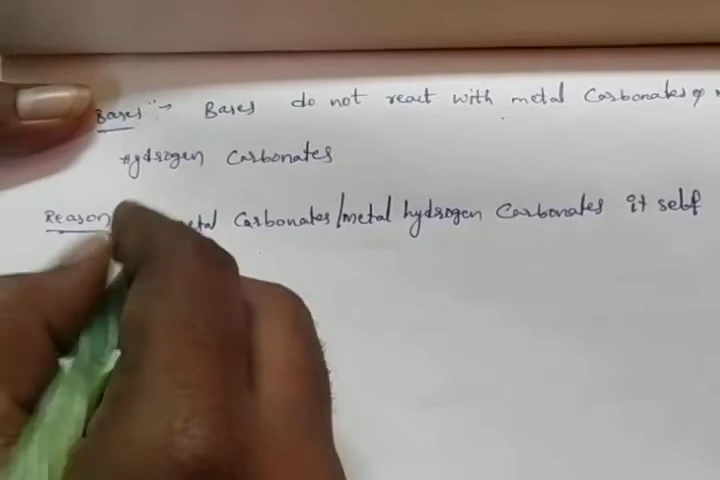 Bases :→ Bases do not react with metal Carbonates &
Hydrogen Carbonates
Reason Carbonates/metal hydrogen Carbonates it self